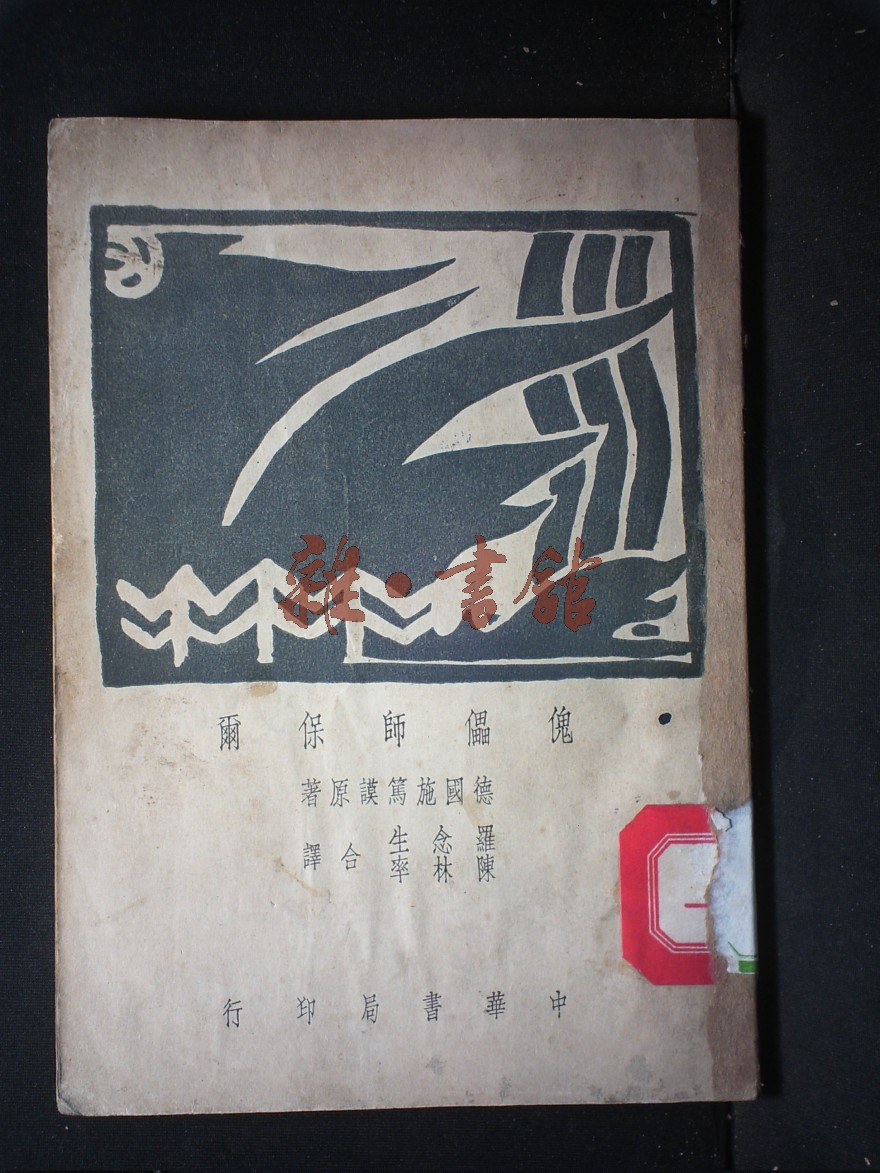 雜·書館
傀儡師保爾
德國施篤謨原著
羅念生
陳林率
合譯
中華書局印行